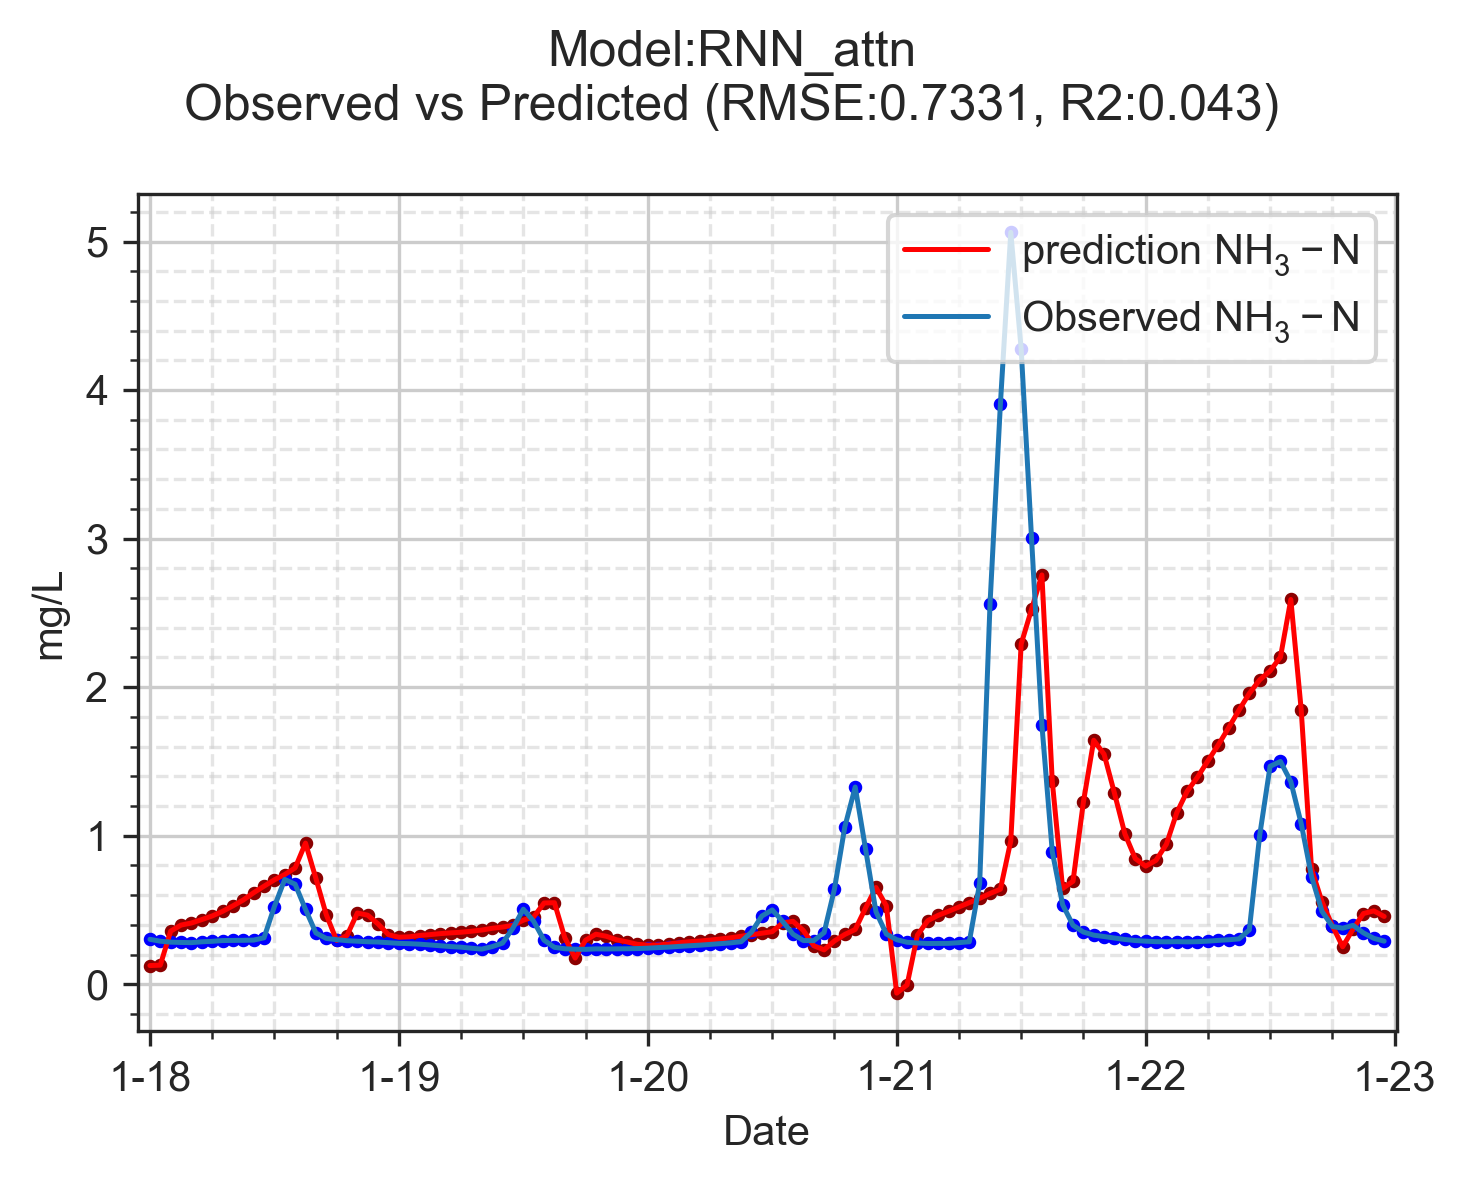 Model:RNN_attn
Observed vs Predicted (RMSE:0.7331, R2:0.043)
prediction NH₃ − N
Observed NH₃ − N
5
4
3
2
1
0
mg/L
1-18 1-19 1-20 1-21 1-22 1-23
Date